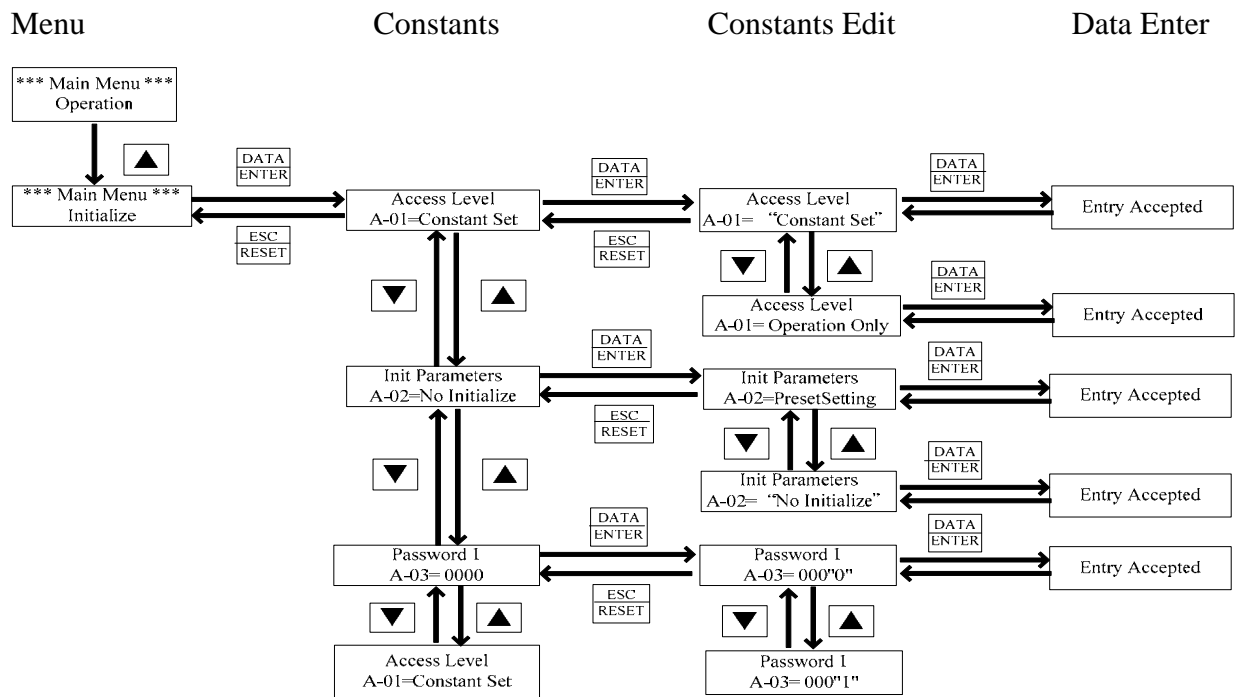 Menu
Constants
Constants Edit
Data Enter
*** Main Menu ***
Operation
*** Main Menu ***
Initialize
DATA
ENTER
ESC
RESET
Access Level
A-01=Constant Set
DATA
ENTER
ESC
RESET
Access Level
A-01= “Constant Set”
DATA
ENTER
Entry Accepted
Access Level
A-01= Operation Only
DATA
ENTER
Entry Accepted
Init Parameters
A-02=No Initialize
DATA
ENTER
ESC
RESET
Init Parameters
A-02=PresetSetting
DATA
ENTER
Entry Accepted
Init Parameters
A-02= “No Initialize”
DATA
ENTER
Entry Accepted
Password I
A-03= 0000
DATA
ENTER
ESC
RESET
Password I
A-03= 000"0"
DATA
ENTER
Entry Accepted
Access Level
A-01=Constant Set
Password I
A-03= 000"1"